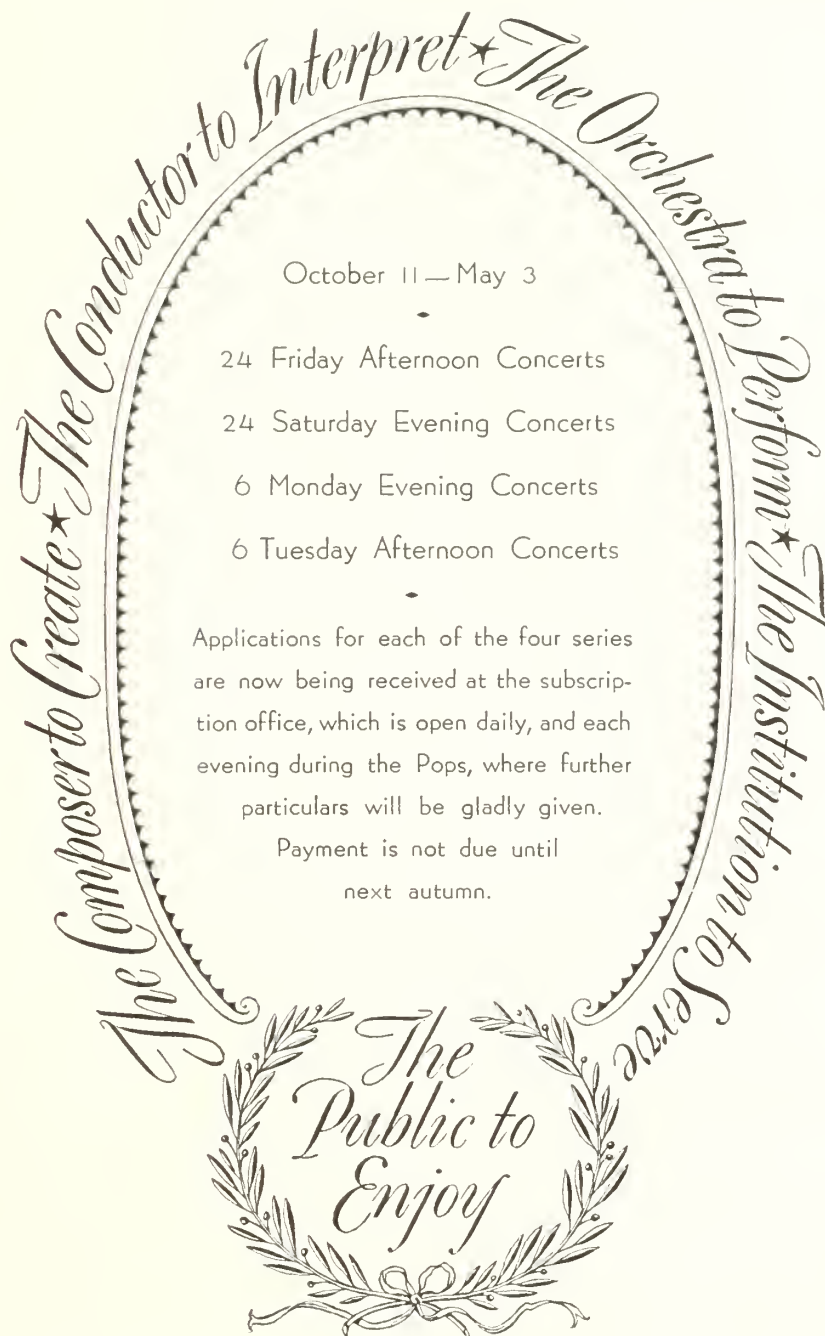 The Composer to Create ★ The Conductor to Interpret ★ The Orchestra to Perform ★ The Institution to Serve
October 11 — May 3
24 Friday Afternoon Concerts
24 Saturday Evening Concerts
6 Monday Evening Concerts
6 Tuesday Afternoon Concerts
Applications for each of the four series
are now being received at the subscrip-
tion office, which is open daily, and each
evening during the Pops, where further
particulars will be gladly given.
Payment is not due until
next autumn.
The
Public to
Enjoy